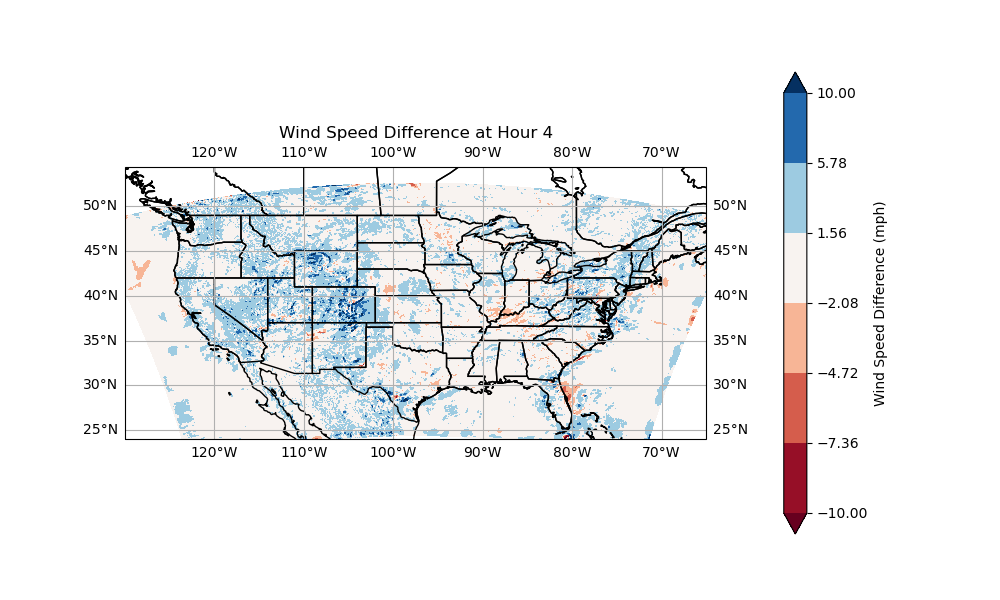 Wind Speed Difference at Hour 4
120°W 110°W 100°W 90°W 80°W 70°W
50°N 50°N
45°N 45°N
40°N 40°N
35°N 35°N
30°N 30°N
25°N 25°N
120°W 110°W 100°W 90°W 80°W 70°W
10.00
5.78
1.56
−2.08
−4.72
−7.36
−10.00
Wind Speed Difference (mph)